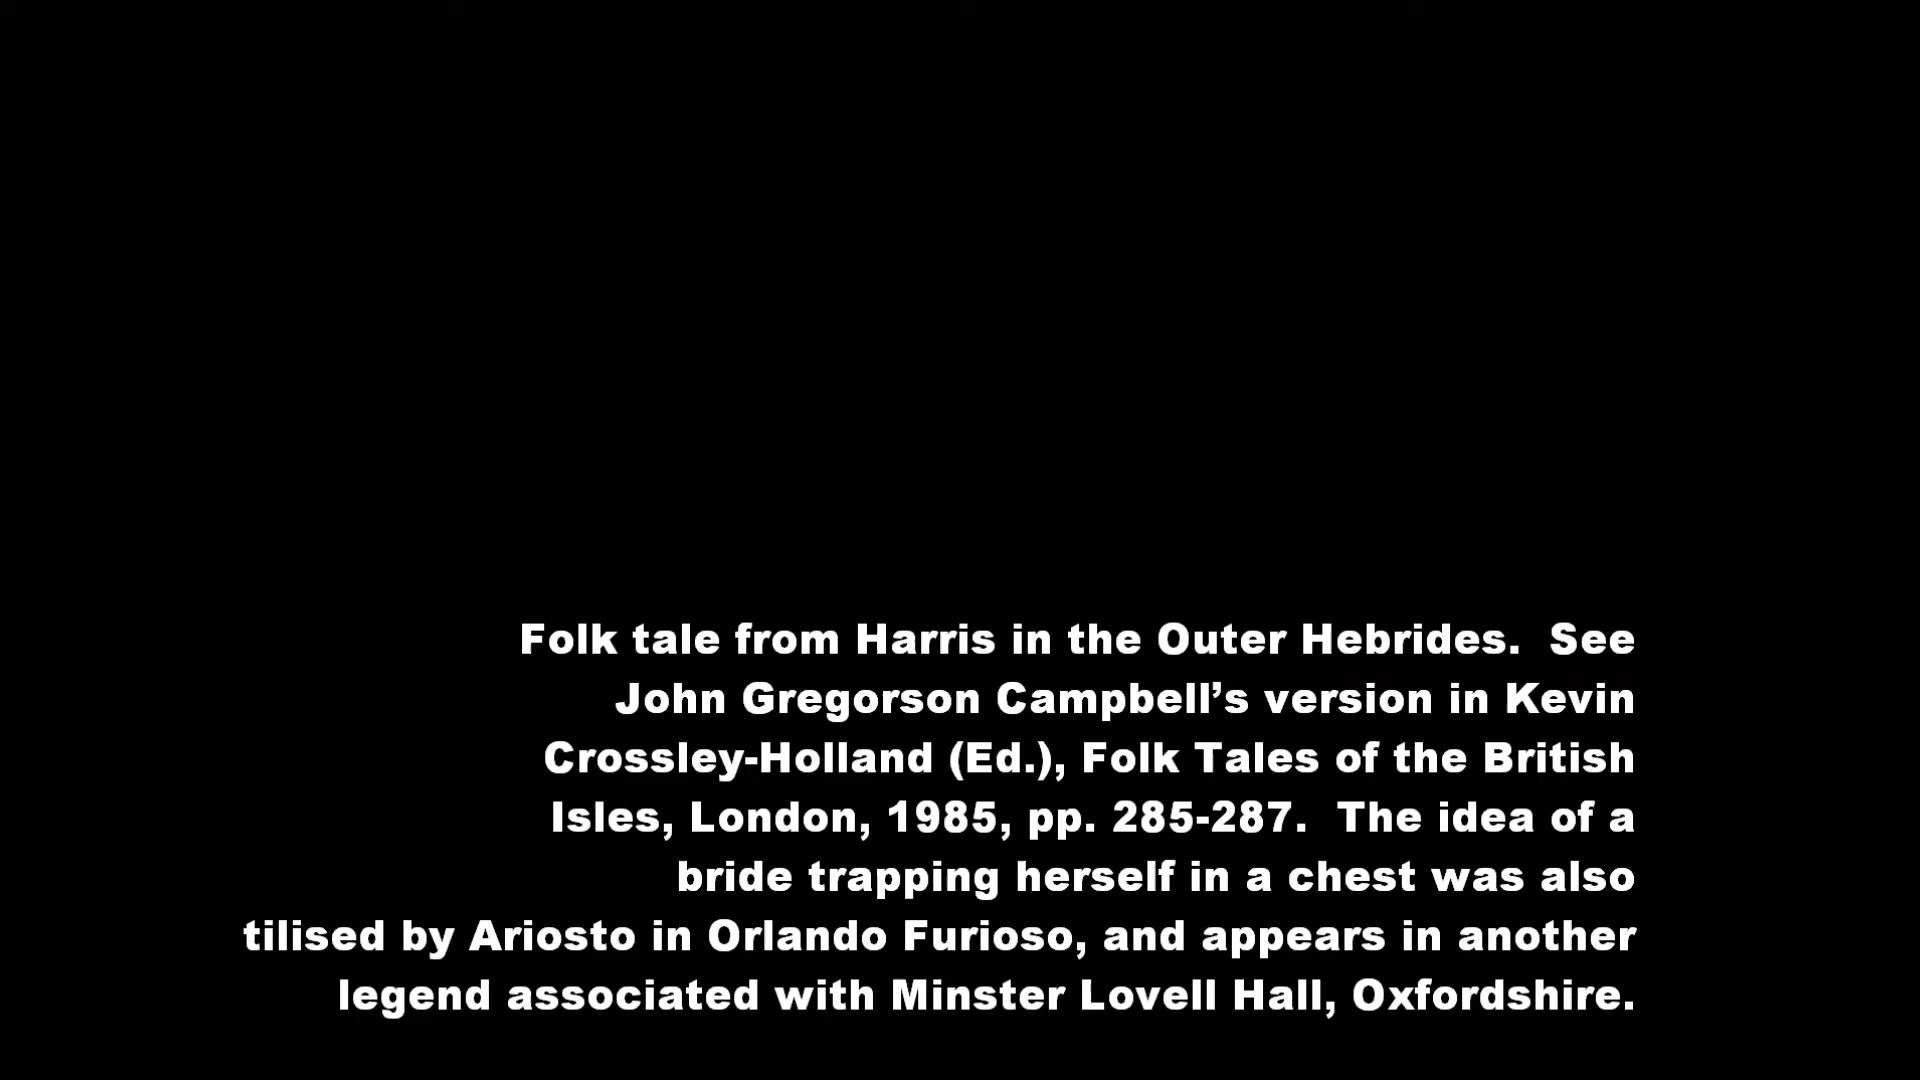 Folk tale from Harris in the Outer Hebrides.  See
John Gregorson Campbell’s version in Kevin
Crossley-Holland (Ed.), Folk Tales of the British
Isles, London, 1985, pp. 285-287.  The idea of a
bride trapping herself in a chest was also
tilised by Ariosto in Orlando Furioso, and appears in another
legend associated with Minster Lovell Hall, Oxfordshire.